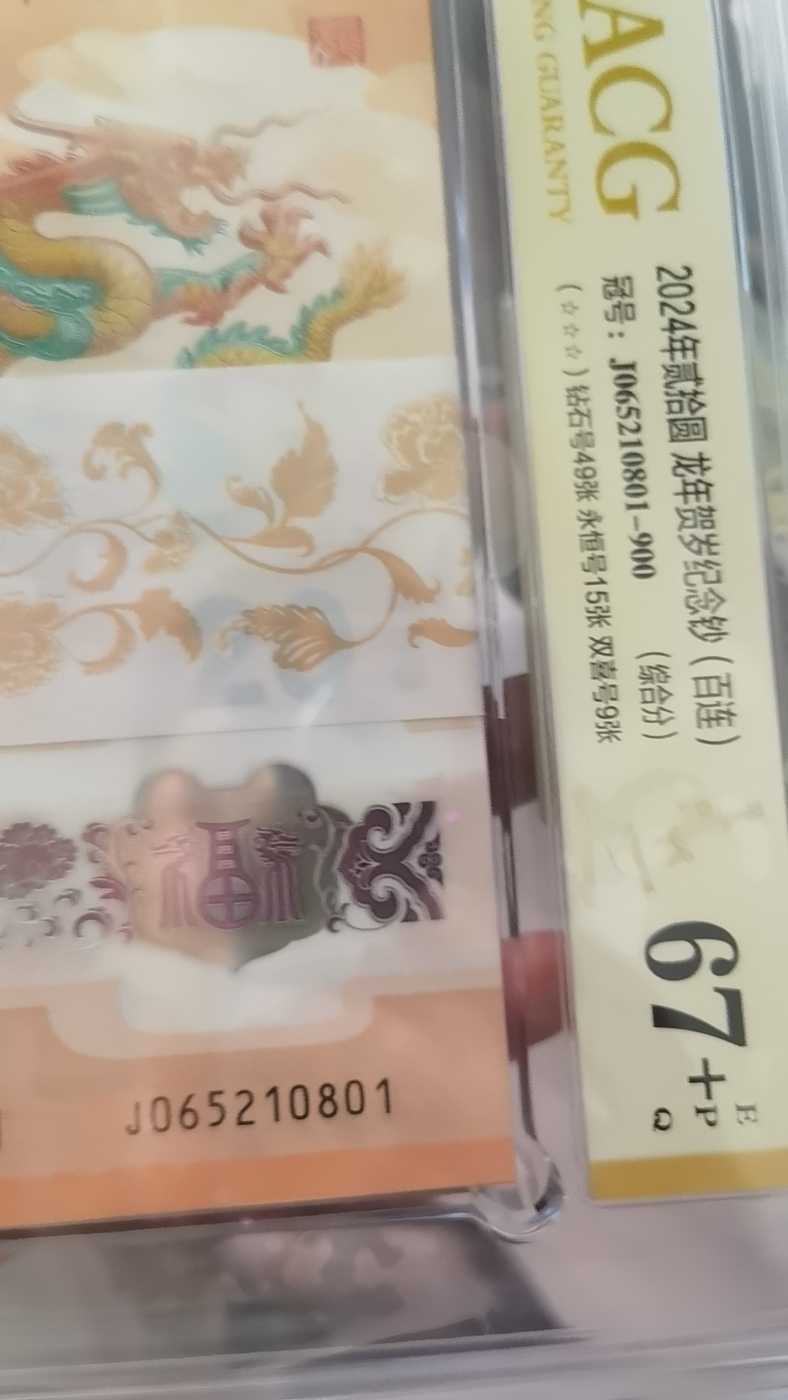 ACG
NG GUARANTY
2024年贰拾圆 龙年贺岁纪念钞（百连）
冠号：J065210801-900 （综合分）
（☆☆☆）钻石号49张 永恒号15张 双喜号9张
67+
E
P
Q
J065210801